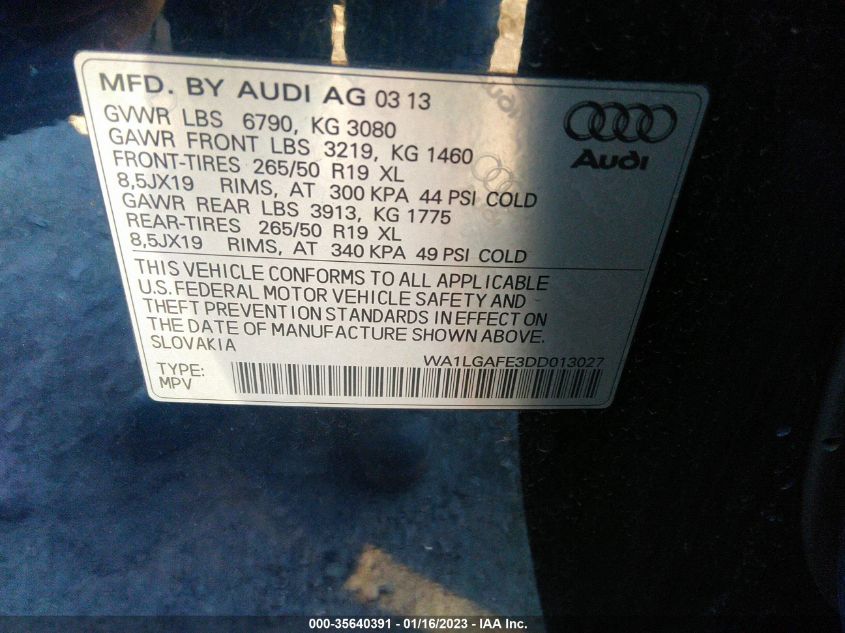 MFD. BY AUDI AG 03 13
GVWR LBS 6790, KG 3080
GAWR FRONT LBS 3219, KG 1460
FRONT-TIRES 265/50 R19 XL
8,5JX19 RIMS, AT 300 KPA 44 PSI COLD
GAWR REAR LBS 3913, KG 1775
REAR-TIRES 265/50 R19 XL
8,5JX19 RIMS, AT 340 KPA 49 PSI COLD
Audi
THIS VEHICLE CONFORMS TO ALL APPLICABLE
U.S. FEDERAL MOTOR VEHICLE SAFETY AND
THEFT PREVENTION STANDARDS IN EFFECT ON
THE DATE OF MANUFACTURE SHOWN ABOVE.
SLOVAKIA
WA1LGAFE3DD013027
TYPE:
MPV
000-35640391 - 01/16/2023 - IAA Inc.